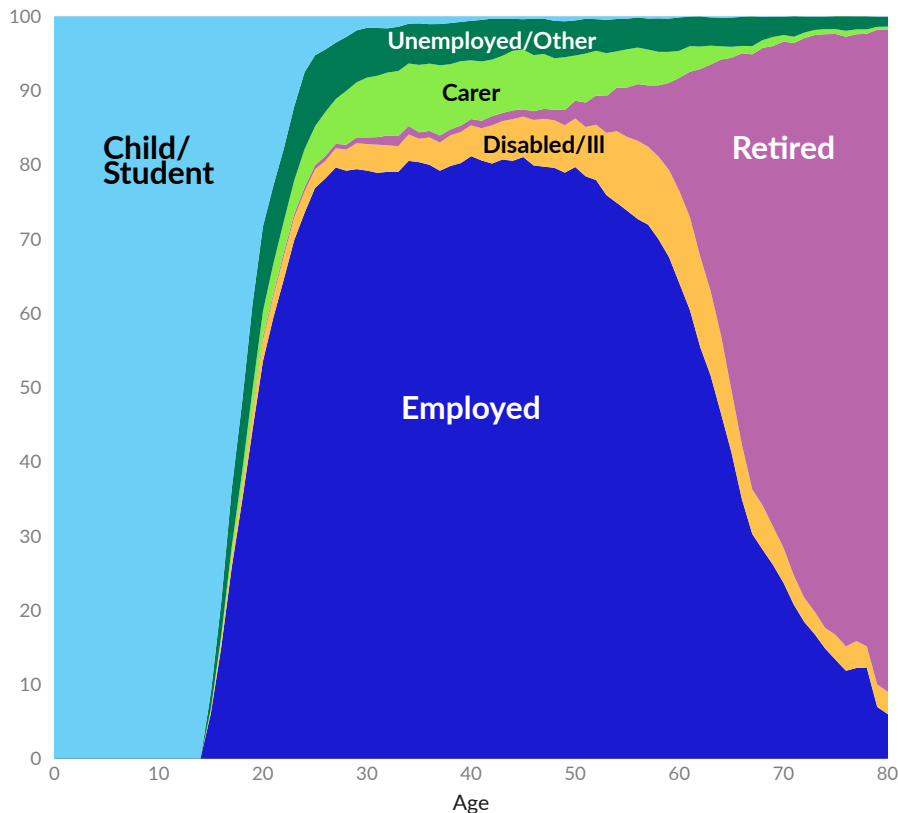 100
90
80
70
60
50
40
30
20
10
0
Unemployed/Other
Carer
Disabled/Ill
Child/
Student
Retired
Employed
0 10 20 30 40 50 60 70 80
Age